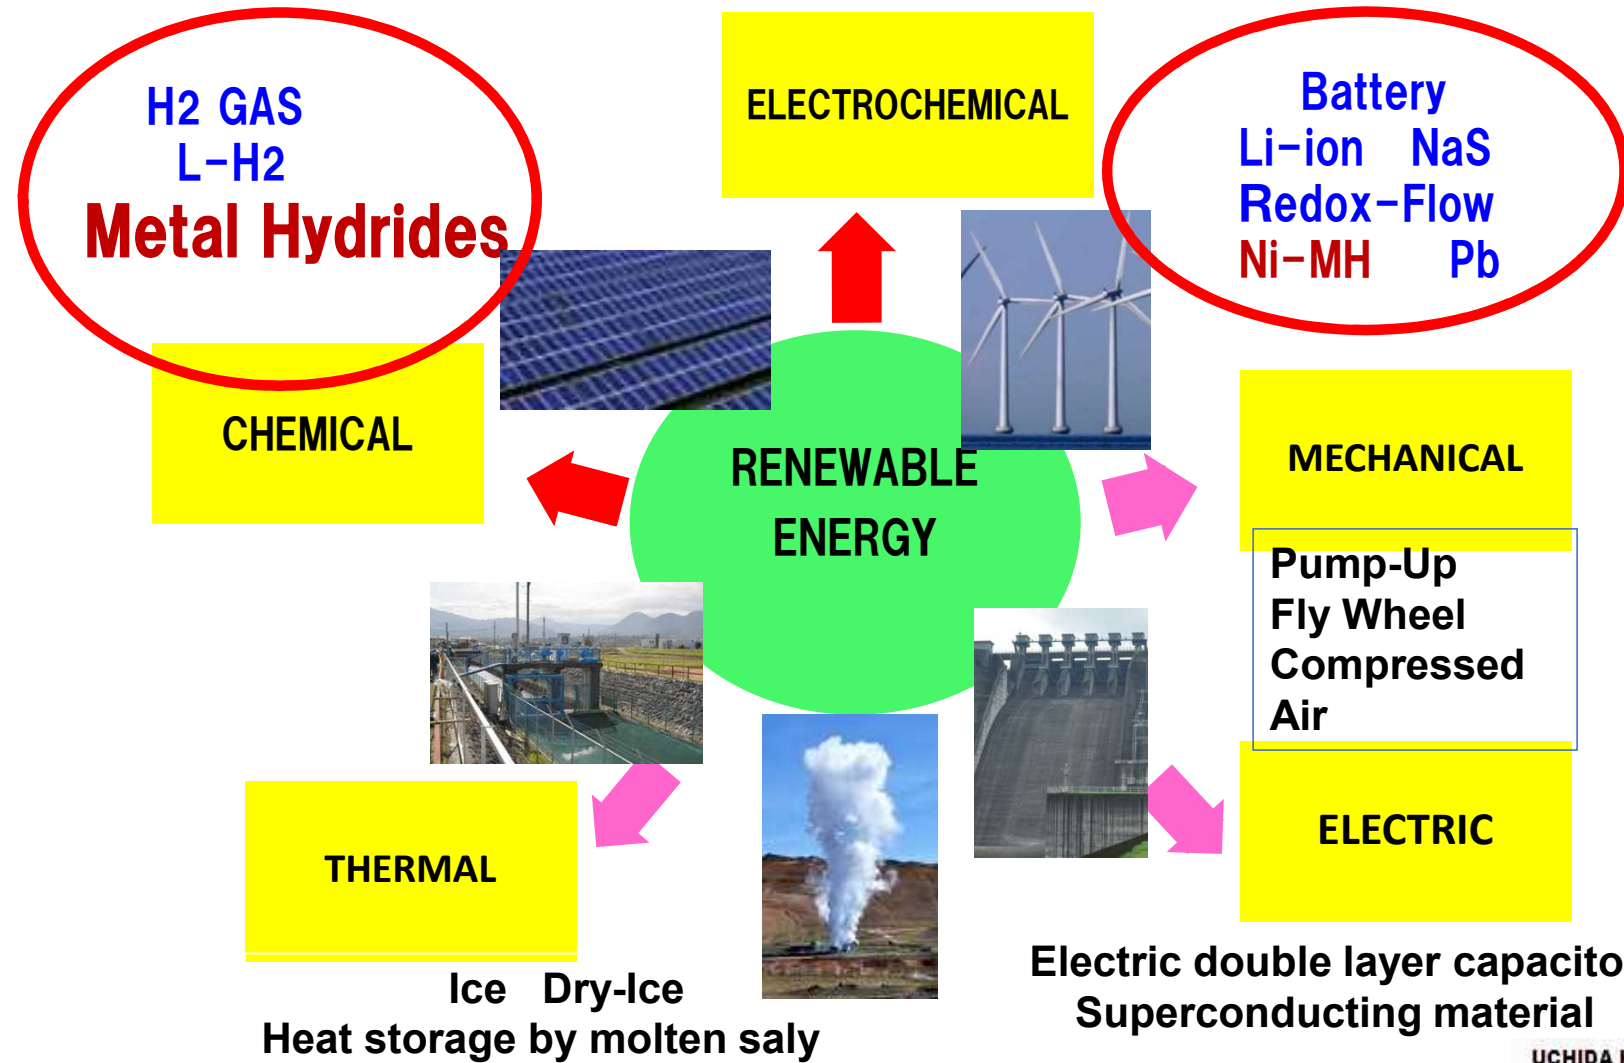 H2 GAS
L-H2
Metal Hydrides
ELECTROCHEMICAL
Battery
Li-ion NaS
Redox-Flow
Ni-MH Pb
CHEMICAL
RENEWABLE
ENERGY
MECHANICAL
Pump-Up
Fly Wheel
Compressed
Air
THERMAL
Ice Dry-Ice
Heat storage by molten saly
ELECTRIC
Electric double layer capacito
Superconducting material
UCHIDA